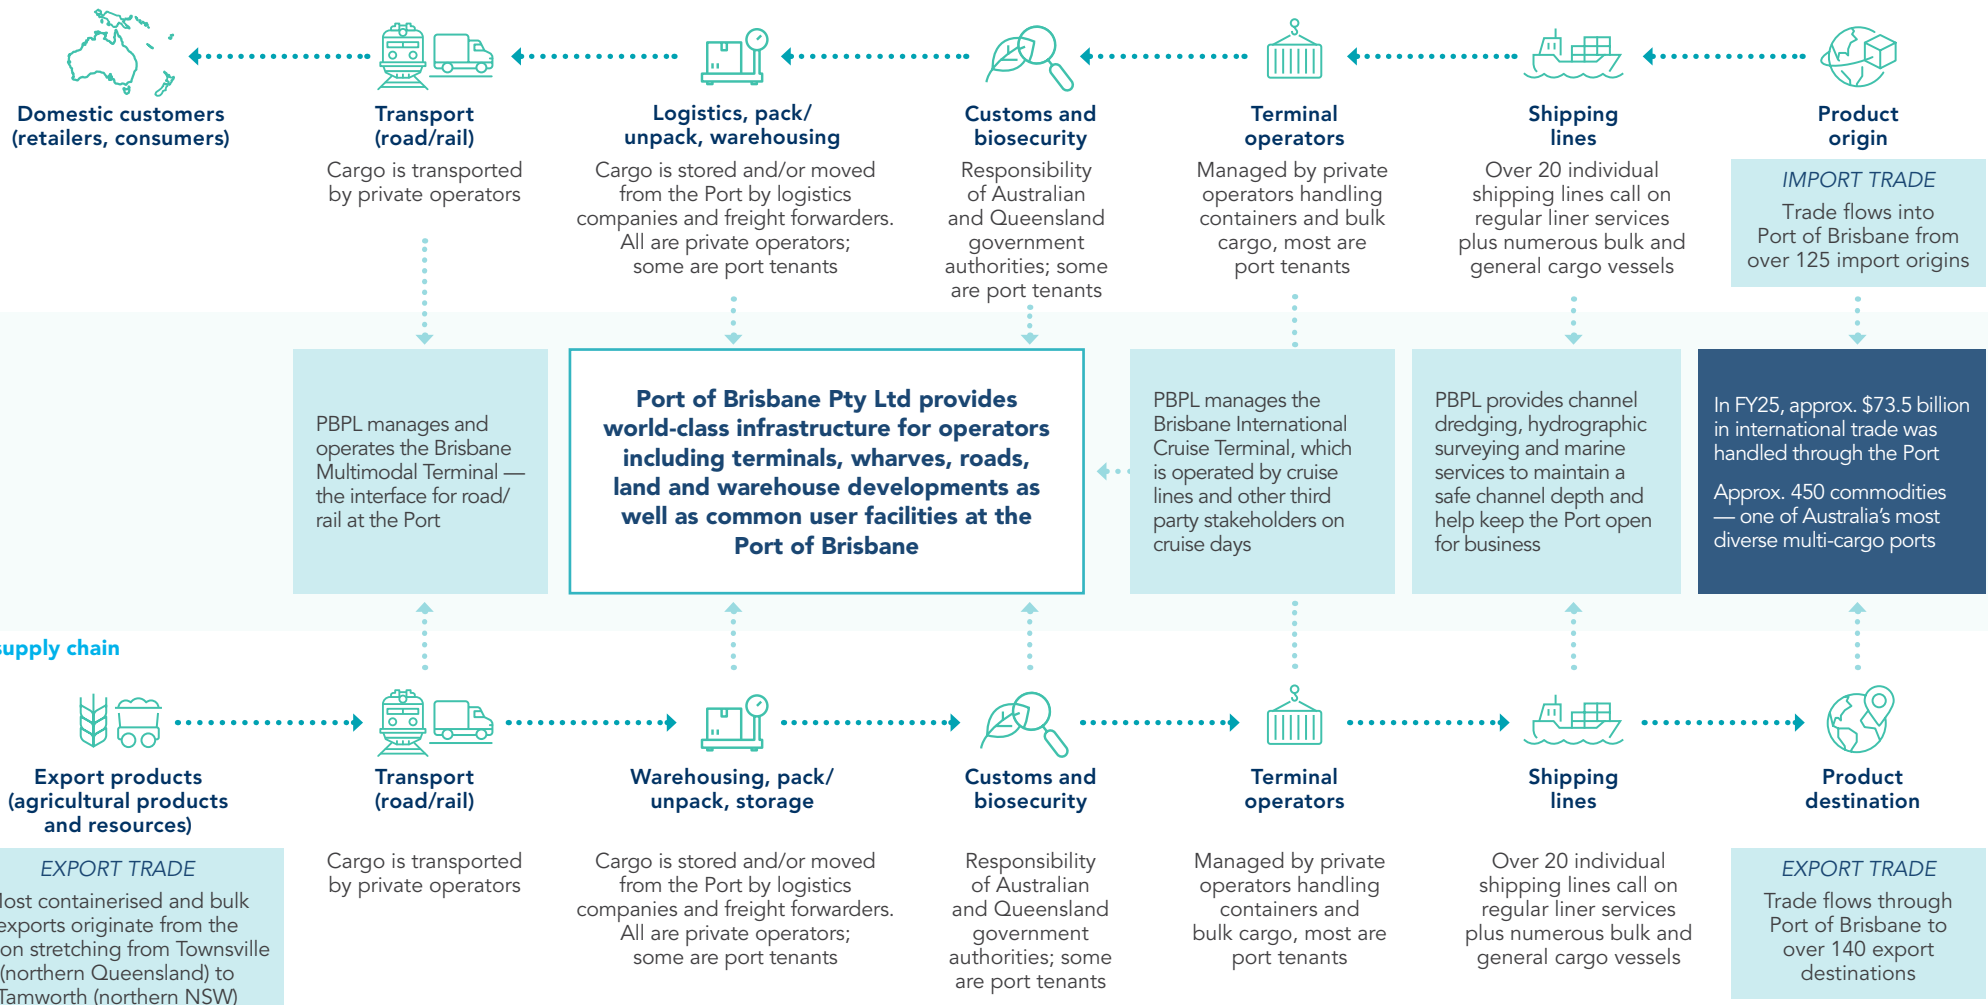 Domestic customers
(retailers, consumers)
Transport
(road/rail)
Cargo is transported
by private operators
Logistics, pack/
unpack, warehousing
Cargo is stored and/or moved
from the Port by logistics
companies and freight forwarders.
All are private operators;
some are port tenants
Customs and
biosecurity
Responsibility
of Australian
and Queensland
government
authorities; some
are port tenants
Terminal
operators
Managed by private
operators handling
containers and bulk
cargo, most are
port tenants
Shipping
lines
Over 20 individual
shipping lines call on
regular liner services
plus numerous bulk and
general cargo vessels
Product
origin
IMPORT TRADE
Trade flows into
Port of Brisbane from
over 125 import origins
PBPL manages and
operates the Brisbane
Multimodal Terminal —
the interface for road/
rail at the Port
Port of Brisbane Pty Ltd provides
world-class infrastructure for operators
including terminals, wharves, roads,
land and warehouse developments as
well as common user facilities at the
Port of Brisbane
PBPL manages the
Brisbane International
Cruise Terminal, which
is operated by cruise
lines and other third
party stakeholders on
cruise days
PBPL provides channel
dredging, hydrographic
surveying and marine
services to maintain a
safe channel depth and
help keep the Port open
for business
In FY25, approx. $73.5 billion
in international trade was
handled through the Port
Approx. 450 commodities
— one of Australia's most
diverse multi-cargo ports
supply chain
Export products
(agricultural products
and resources)
EXPORT TRADE
containerised and bulk
exports originate from the
stretching from Townsville
(northern Queensland) to
Tamworth (northern NSW)
Transport
(road/rail)
Cargo is transported
by private operators
Warehousing, pack/
unpack, storage
Cargo is stored and/or moved
from the Port by logistics
companies and freight forwarders.
All are private operators;
some are port tenants
Customs and
biosecurity
Responsibility
of Australian
and Queensland
government
authorities; some
are port tenants
Terminal
operators
Managed by private
operators handling
containers and
bulk cargo, most are
port tenants
Shipping
lines
Over 20 individual
shipping lines call on
regular liner services
plus numerous bulk and
general cargo vessels
Product
destination
EXPORT TRADE
Trade flows through
Port of Brisbane to
over 140 export
destinations